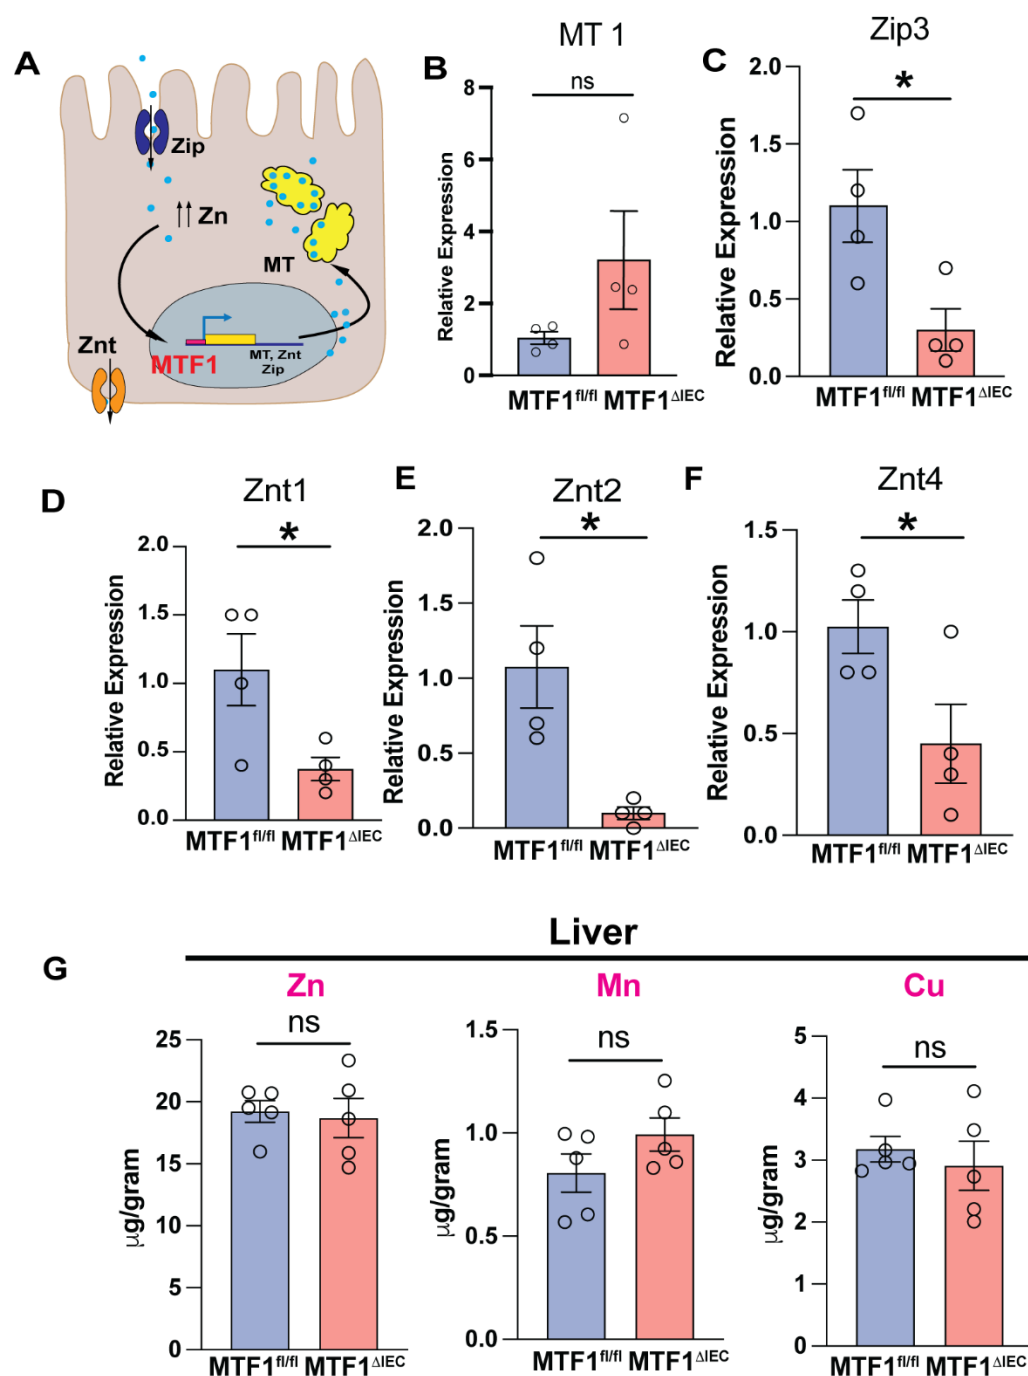 A
Zip
↑↑ Zn
MT
MTF1
MT, Znt
Zip
Znt
B
MT 1
ns
Relative Expression
8
6
4
2
0
MTF1fl/fl MTF1ΔIEC
C
Zip3
*
Relative Expression
2.0
1.5
1.0
0.5
0.0
MTF1fl/fl MTF1ΔIEC
D
Znt1
*
Relative Expression
2.0
1.5
1.0
0.5
0.0
MTF1fl/fl MTF1ΔIEC
E
Znt2
*
Relative Expression
2.0
1.5
1.0
0.5
0.0
MTF1fl/fl MTF1ΔIEC
F
Znt4
*
Relative Expression
1.5
1.0
0.5
0.0
MTF1fl/fl MTF1ΔIEC
G
Liver
Zn
ns
μg/gram
25
20
15
20
5
0
MTF1fl/fl MTF1ΔIEC
Mn
ns
μg/gram
1.5
1.0
0.5
0.0
MTF1fl/fl MTF1ΔIEC
Cu
ns
μg/gram
5
4
3
2
1
0
MTF1fl/fl MTF1ΔIEC